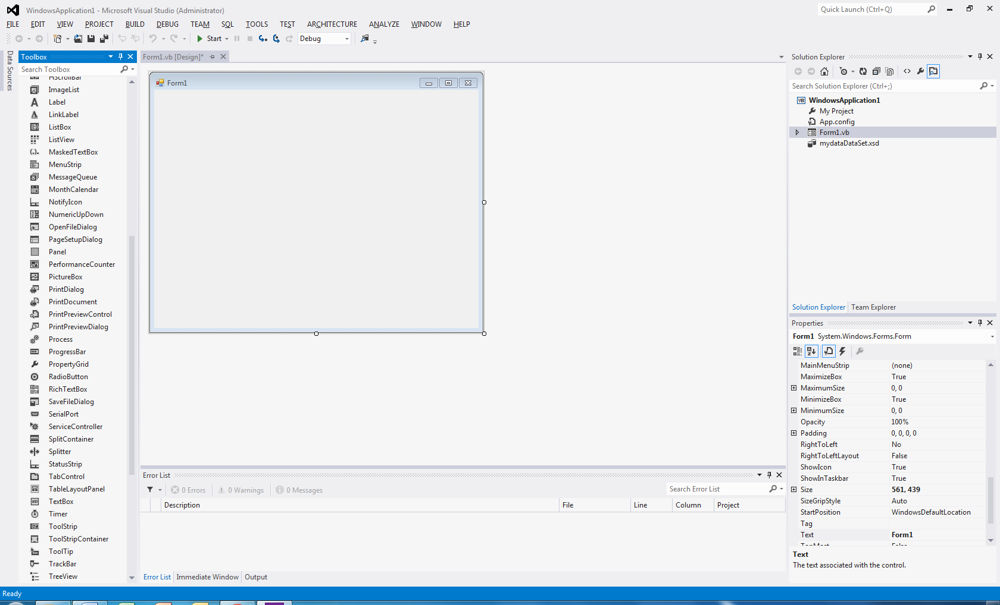 WindowsApplication1 - Microsoft Visual Studio (Administrator)
Quick Launch (Ctrl+Q)
FILE EDIT VIEW PROJECT BUILD DEBUG TEAM SQL TOOLS TEST ARCHITECTURE ANALYZE WINDOW HELP
Start Debug
Data Sources
Toolbox
Search Toolbox
HScrollBar
ImageList
Label
LinkLabel
ListBox
ListView
MaskedTextBox
MenuStrip
MessageQueue
MonthCalendar
NotifyIcon
NumericUpDown
OpenFileDialog
PageSetupDialog
Panel
PerformanceCounter
PictureBox
PrintDialog
PrintDocument
PrintPreviewControl
PrintPreviewDialog
Process
ProgressBar
PropertyGrid
RadioButton
RichTextBox
SaveFileDialog
SerialPort
ServiceController
SplitContainer
Splitter
StatusStrip
TabControl
TableLayoutPanel
TextBox
Timer
ToolStrip
ToolStripContainer
ToolTip
TrackBar
TreeView
Form1.vb [Design]*
Form1
Error List
0 Errors 0 Warnings 0 Messages
Search Error List
Description File Line Column Project
Error List Immediate Window Output
Solution Explorer
Search Solution Explorer (Ctrl+;)
VB WindowsApplication1
My Project
App.config
Form1.vb
mydataDataSet.xsd
Solution Explorer Team Explorer
Properties
Form1 System.Windows.Forms.Form
MainMenuStrip (none)
MaximizeBox True
MaximumSize 0, 0
MinimizeBox True
MinimumSize 0, 0
Opacity 100%
Padding 0, 0, 0, 0
RightToLeft No
RightToLeftLayout False
ShowIcon True
ShowInTaskbar True
Size 561, 439
SizeGripStyle Auto
StartPosition WindowsDefaultLocation
Tag
Text Form1
TopMost False
Text
The text associated with the control.
Ready